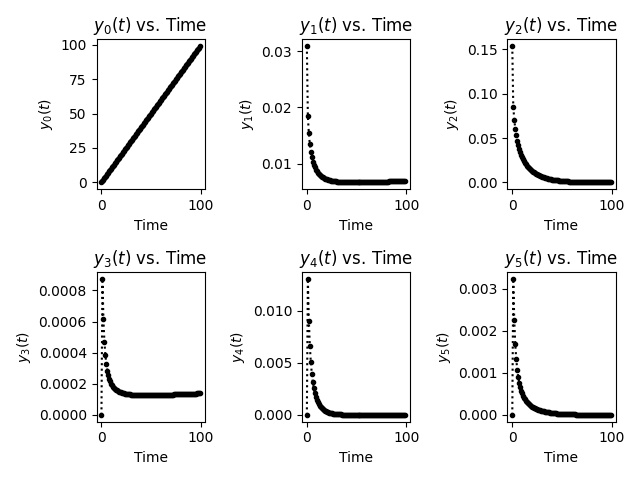 y₀(t) vs. Time
y₁(t) vs. Time
y₂(t) vs. Time
100
75
50
25
0
y₀(t)
0 100
Time
0.03
0.02
0.01
y₁(t)
0 100
Time
0.15
0.10
0.05
0.00
y₂(t)
0 100
Time
y₃(t) vs. Time
y₄(t) vs. Time
y₅(t) vs. Time
0.0008
0.0006
0.0004
0.0002
0.0000
y₃(t)
0 100
Time
0.010
0.005
0.000
y₄(t)
0 100
Time
0.003
0.002
0.001
0.000
y₅(t)
0 100
Time